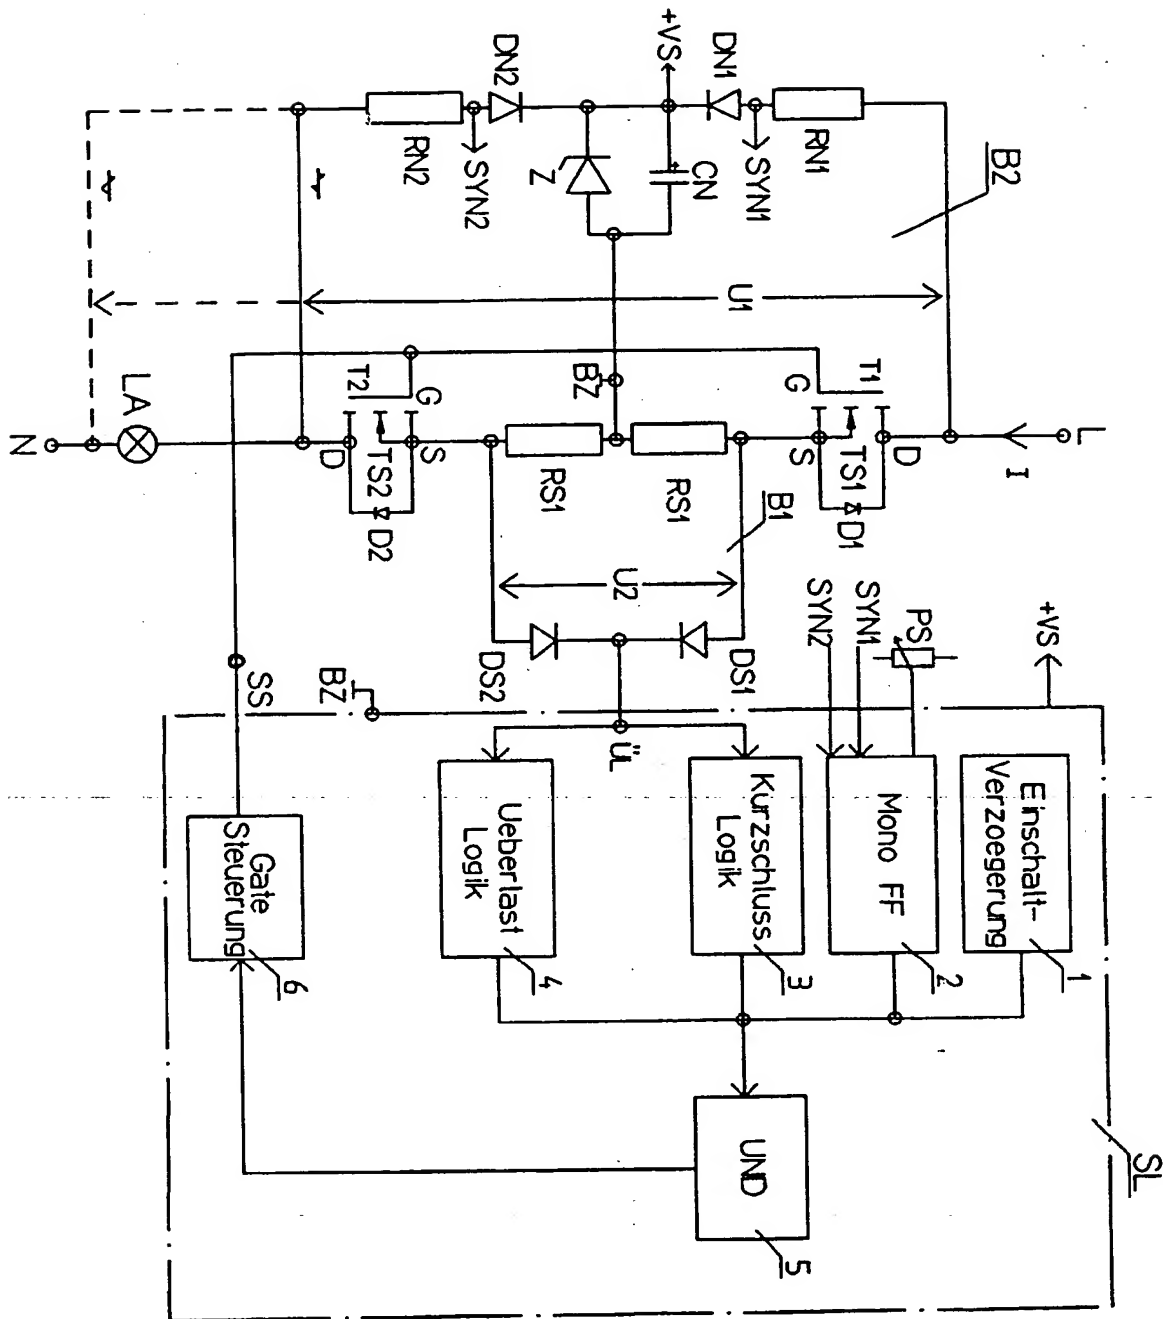 L
SL
+VS
I
1
Einschalt-
Verzoegerung
B2
D
T1
TS1
D1
G
S
PS
SYN1
SYN2
2
Mono FF
RN1
SYN1
DN1
B1
3
Kurzschluss
Logik
5
UND
DS1
RS1
+VS
CN
U1
BZ
U2
ÜL
Z
RS1
DS2
4
Ueberlast
Logik
DN2
SYN2
RN2
G
S
T2
TS2
D2
D
BZ
6
Gate
Steuerung
SS
LA
N